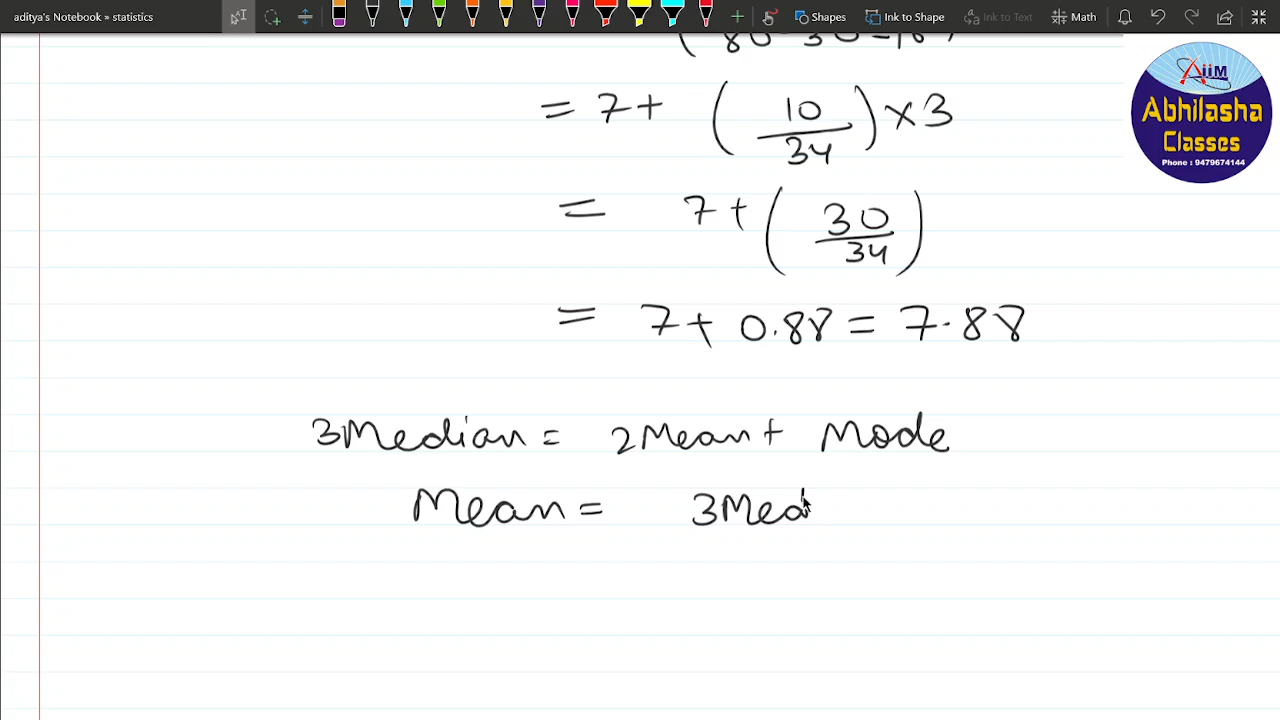 aditya's Notebook » statistics
Shapes
Ink to Shape
Ink to Text
Math
AIIM
Abhilasha
Classes
Phone : 9479674144
= 7+ (10/34) ×3
= 7+ (30/34)
= 7+ 0.88 = 7.88
3Median = 2Mean + Mode
Mean = 3Med